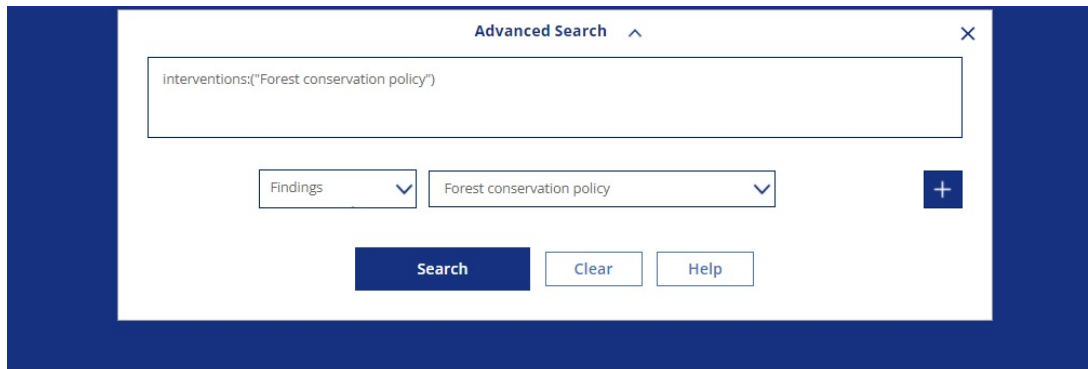 Advanced Search
interventions:("Forest conservation policy")
Findings
Forest conservation policy
Search
Clear
Help